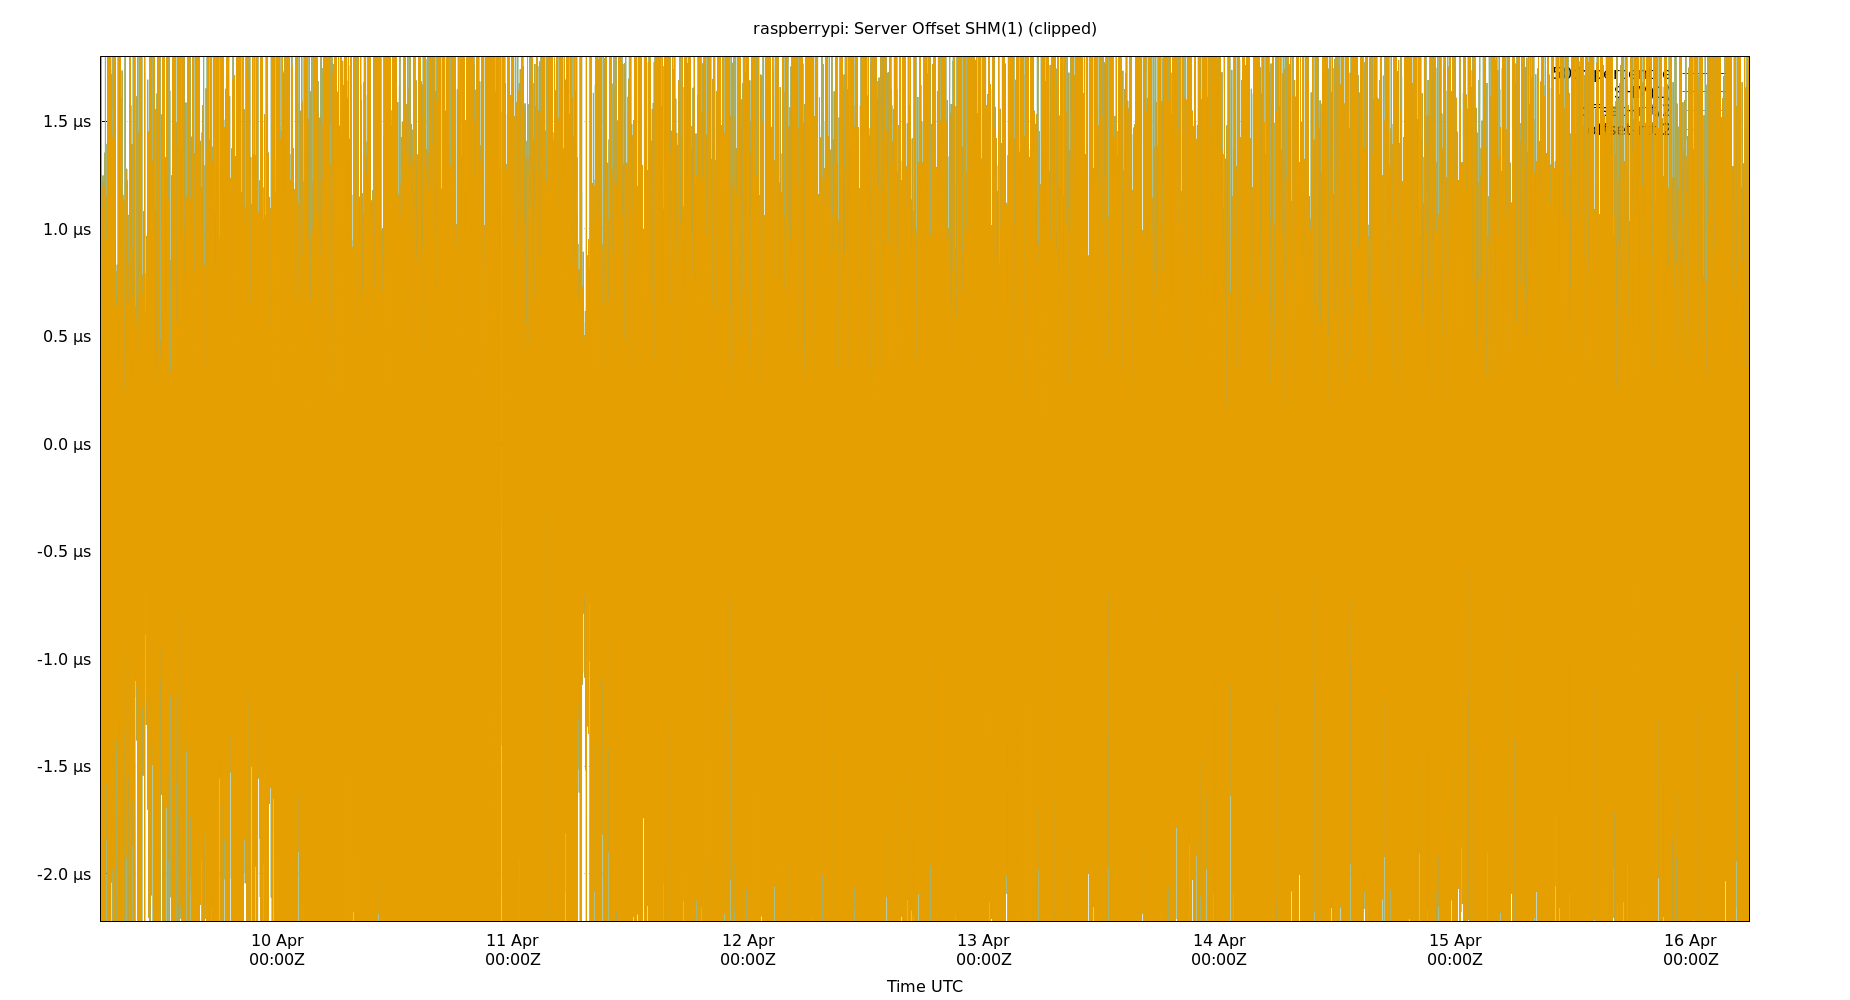 raspberrypi: Server Offset SHM(1) (clipped)
1.5 µs
1.0 µs
0.5 µs
0.0 µs
-0.5 µs
-1.0 µs
-1.5 µs
-2.0 µs
10 Apr 11 Apr 12 Apr 13 Apr 14 Apr 15 Apr 16 Apr
00:00Z 00:00Z 00:00Z 00:00Z 00:00Z 00:00Z 00:00Z
Time UTC